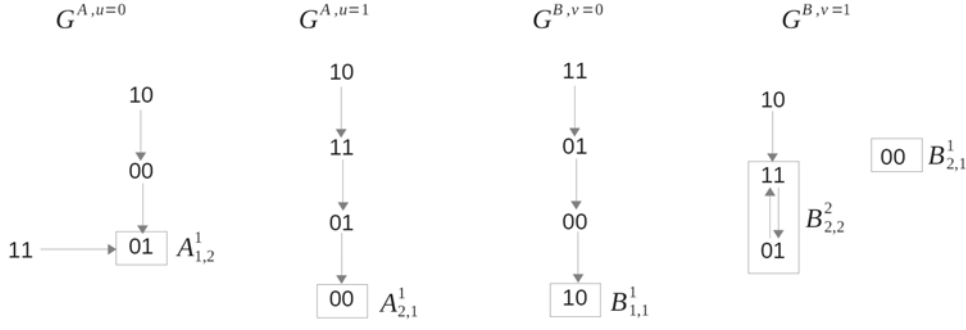 G^{A,u=0} G^{A,u=1} G^{B,v=0} G^{B,v=1}
10 10 11 10
00 11 01 11 00 B^1_{2,1}
11 01 A^1_{1,2} 01 00 01 B^2_{2,2}
00 A^1_{2,1} 10 B^1_{1,1}